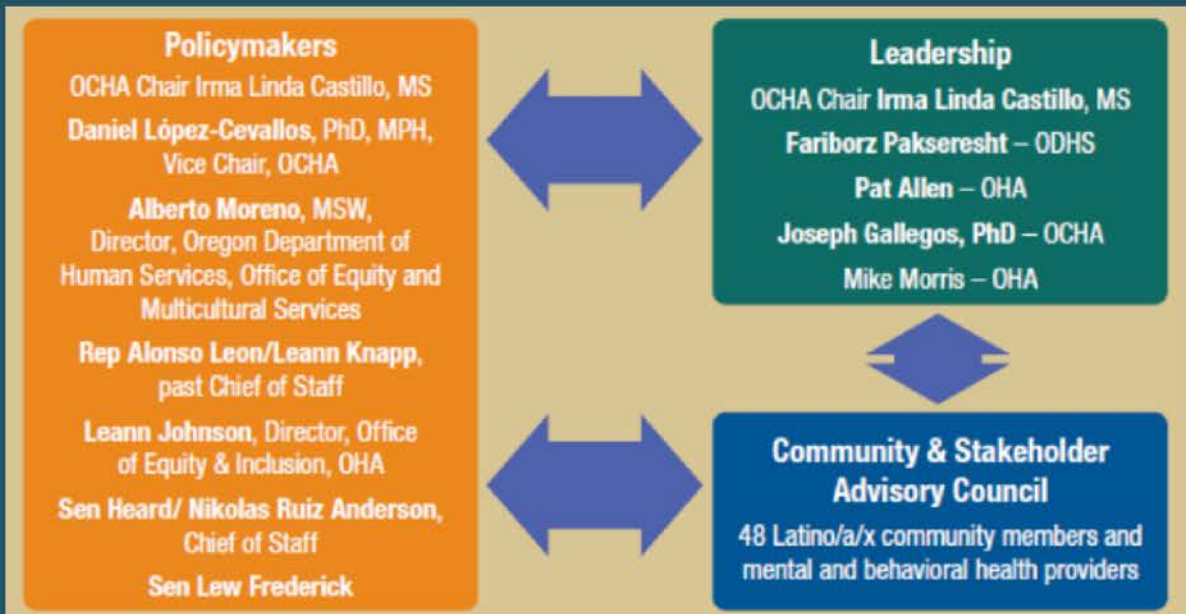 Policymakers
OCHA Chair Irma Linda Castillo, MS
Daniel López-Cevallos, PhD, MPH,
Vice Chair, OCHA
Alberto Moreno, MSW,
Director, Oregon Department of
Human Services, Office of Equity and
Multicultural Services
Rep Alonso Leon/Leann Knapp,
past Chief of Staff
Leann Johnson, Director, Office
of Equity & Inclusion, OHA
Sen Heard/ Nikolas Ruiz Anderson,
Chief of Staff
Sen Lew Frederick
Leadership
OCHA Chair Irma Linda Castillo, MS
Fariborz Pakseresht – ODHS
Pat Allen – OHA
Joseph Gallegos, PhD – OCHA
Mike Morris – OHA
Community & Stakeholder
Advisory Council
48 Latino/a/x community members and
mental and behavioral health providers